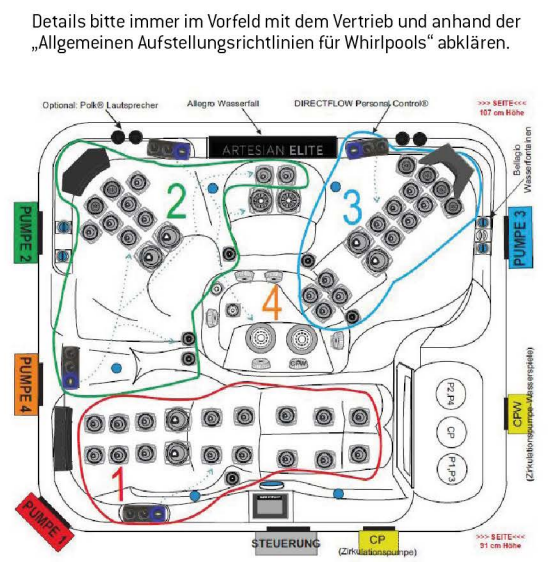 Details bitte immer im Vorfeld mit dem Vertrieb und anhand der
„Allgemeinen Aufstellungsrichtlinien für Whirlpools“ abklären.
Optional: Polk® Lautsprecher
Allegro Wasserfall
DIRECTFLOW Personal Control®
>>> SEITE<<<
107 cm Höhe
ARTESIAN ELITE
Bellagio
Wasserfontainen
PUMPE 2
2
3
PUMPE 3
4
CPW
PUMPE 4
P2,P4
CP
P1,P3
CPW
(Zirkulationspumpe-Wasserspiele)
1
PUMPE 1
STEUERUNG
CP
(Zirkulationspumpe)
>>> SEITE<<<
91 cm Höhe